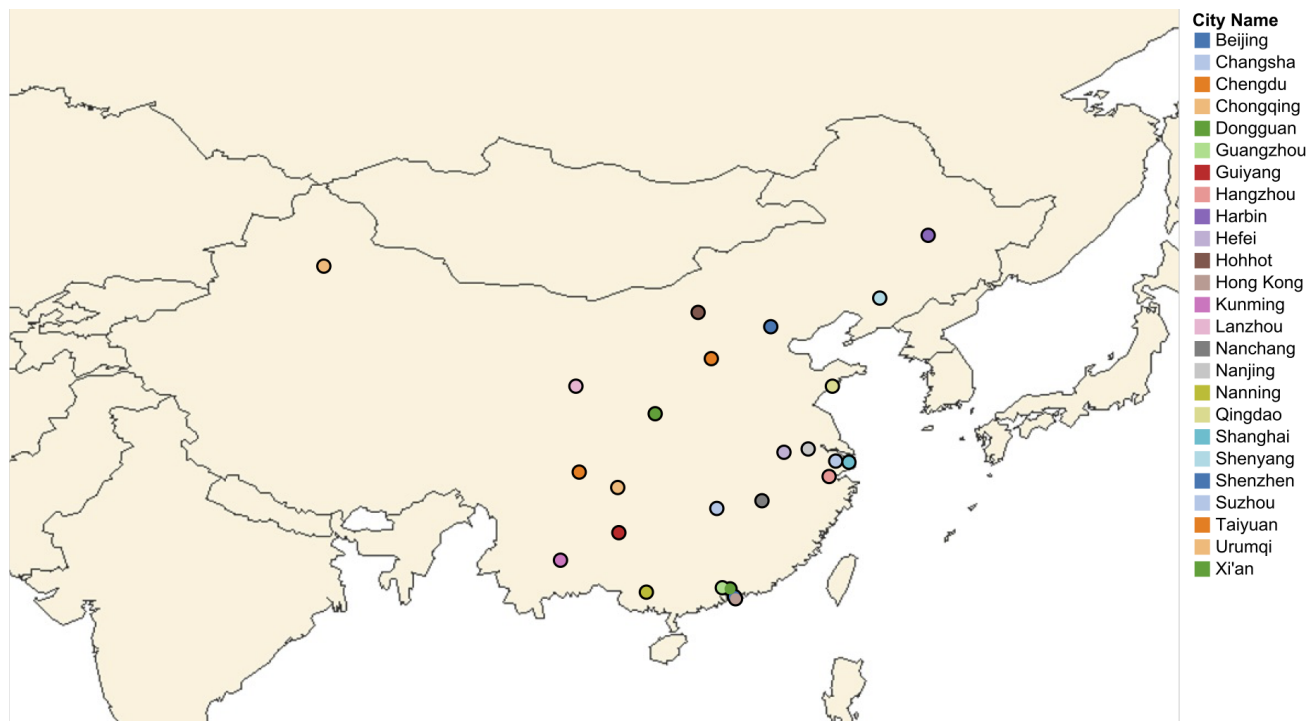 City Name
Beijing
Changsha
Chengdu
Chongqing
Dongguan
Guangzhou
Guiyang
Hangzhou
Harbin
Hefei
Hohhot
Hong Kong
Kunming
Lanzhou
Nanchang
Nanjing
Nanning
Qingdao
Shanghai
Shenyang
Shenzhen
Suzhou
Taiyuan
Urumqi
Xi'an